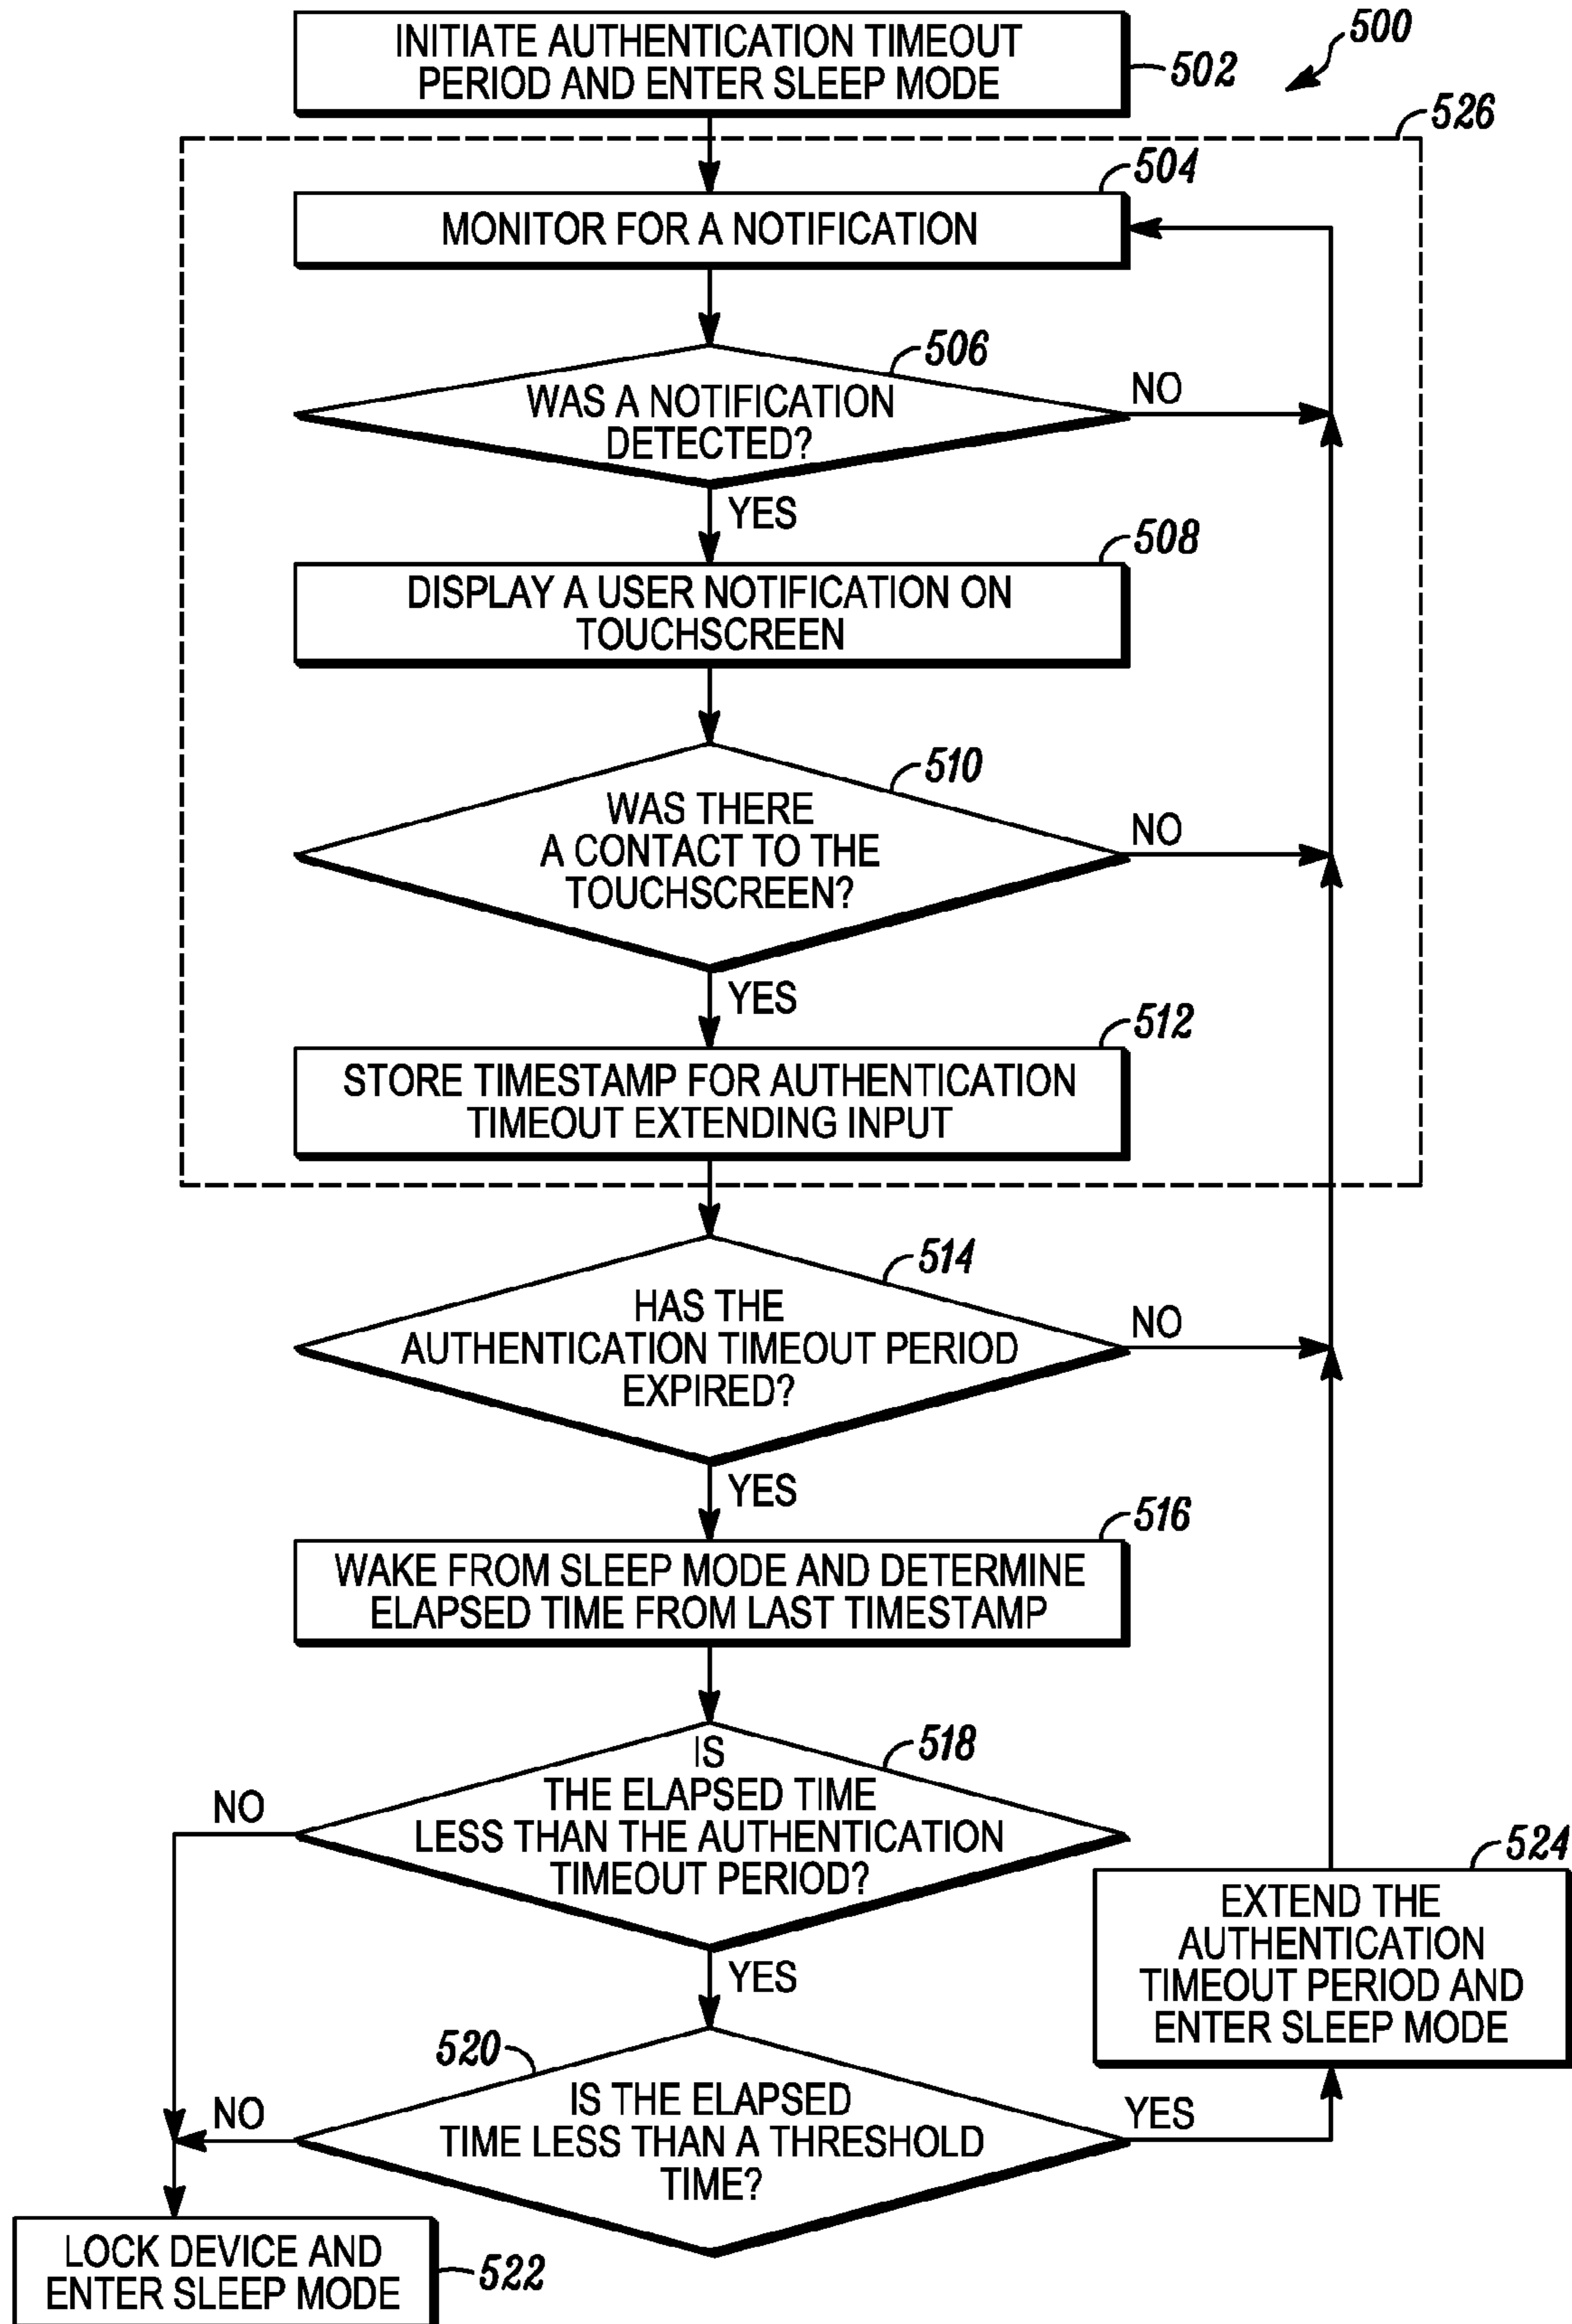 INITIATE AUTHENTICATION TIMEOUT
PERIOD AND ENTER SLEEP MODE
502
500
526
504
MONITOR FOR A NOTIFICATION
506
WAS A NOTIFICATION
DETECTED?
NO
YES
508
DISPLAY A USER NOTIFICATION ON
TOUCHSCREEN
510
WAS THERE
A CONTACT TO THE
TOUCHSCREEN?
NO
YES
512
STORE TIMESTAMP FOR AUTHENTICATION
TIMEOUT EXTENDING INPUT
514
HAS THE
AUTHENTICATION TIMEOUT PERIOD
EXPIRED?
NO
YES
516
WAKE FROM SLEEP MODE AND DETERMINE
ELAPSED TIME FROM LAST TIMESTAMP
518
IS
THE ELAPSED TIME
LESS THAN THE AUTHENTICATION
TIMEOUT PERIOD?
NO
YES
524
EXTEND THE
AUTHENTICATION
TIMEOUT PERIOD AND
ENTER SLEEP MODE
520
IS THE ELAPSED
TIME LESS THAN A THRESHOLD
TIME?
NO
YES
LOCK DEVICE AND
ENTER SLEEP MODE
522